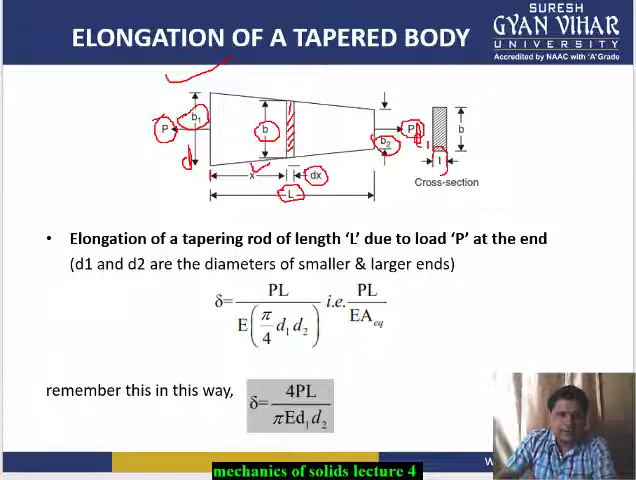 SURESH
ELONGATION OF A TAPERED BODY
GYAN VIHAR
UNIVERSITY
Accredited by NAAC with 'A' Grade
b1
P
b
P
b2
b
d
t
x
dx
t
L
Cross-section
• Elongation of a tapering rod of length 'L' due to load 'P' at the end
(d1 and d2 are the diameters of smaller & larger ends)
δ= PL / E(π/4 d1 d2) i.e. PL / EAeq
remember this in this way,
δ= 4PL / πEd1d2
W
mechanics of solids lecture 4